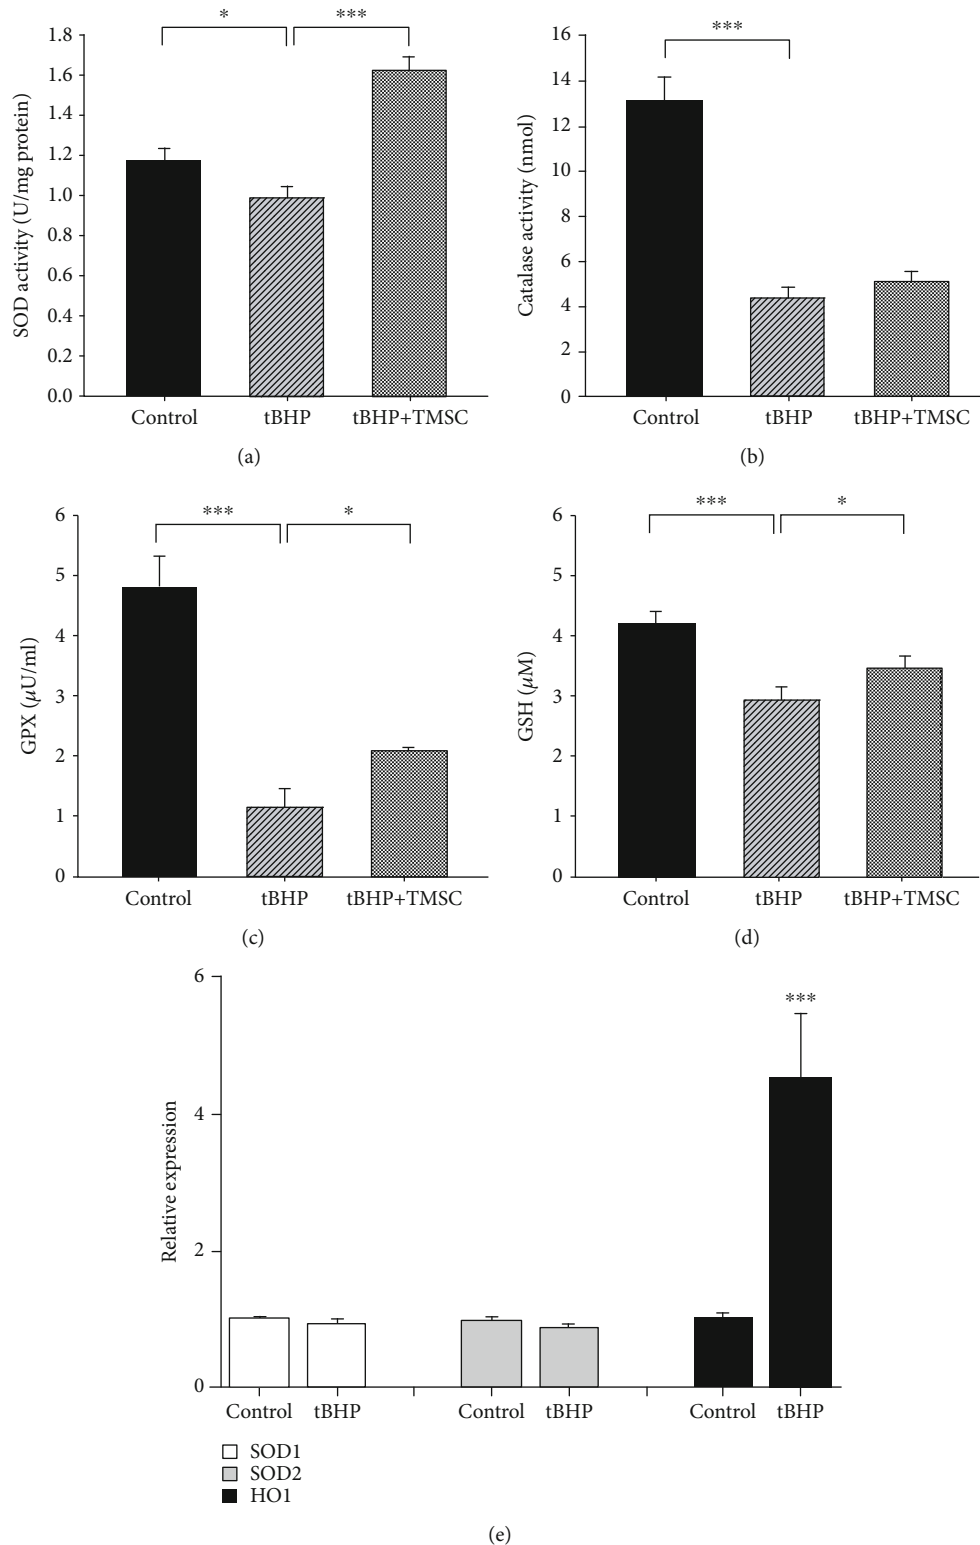 * ***
SOD activity (U/mg protein)
1.8
1.6
1.4
1.2
1.0
0.8
0.6
0.4
0.2
0.0
Control tBHP tBHP+TMSC
(a)
***
Catalase activity (nmol)
16
14
12
10
8
6
4
2
0
Control tBHP tBHP+TMSC
(b)
*** *
GPX (μU/ml)
6
5
4
3
2
1
0
Control tBHP tBHP+TMSC
(c)
*** *
GSH (μM)
6
5
4
3
2
1
0
Control tBHP tBHP+TMSC
(d)
***
Relative expression
6
4
2
0
Control tBHP Control tBHP Control tBHP
SOD1
SOD2
HO1
(e)